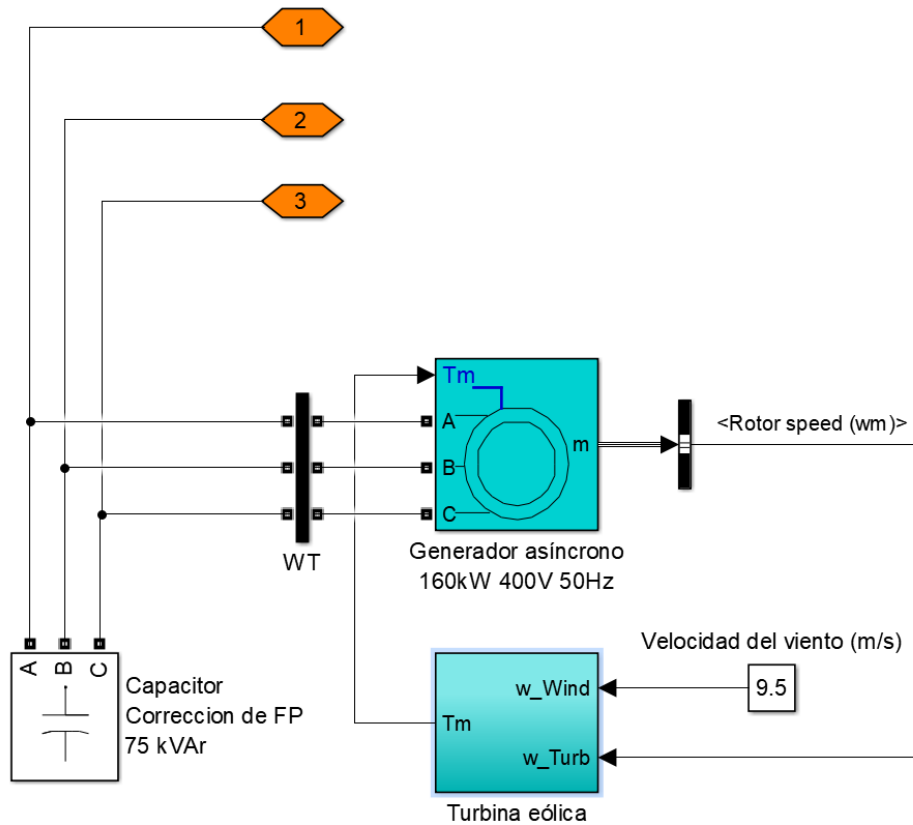 1
2
3
Tm
A
B
C
m
<Rotor speed (wm)>
WT
Generador asíncrono
160kW 400V 50Hz
A
B
C
Capacitor
Correccion de FP
75 kVAr
Velocidad del viento (m/s)
w_Wind
9.5
Tm
w_Turb
Turbina eólica